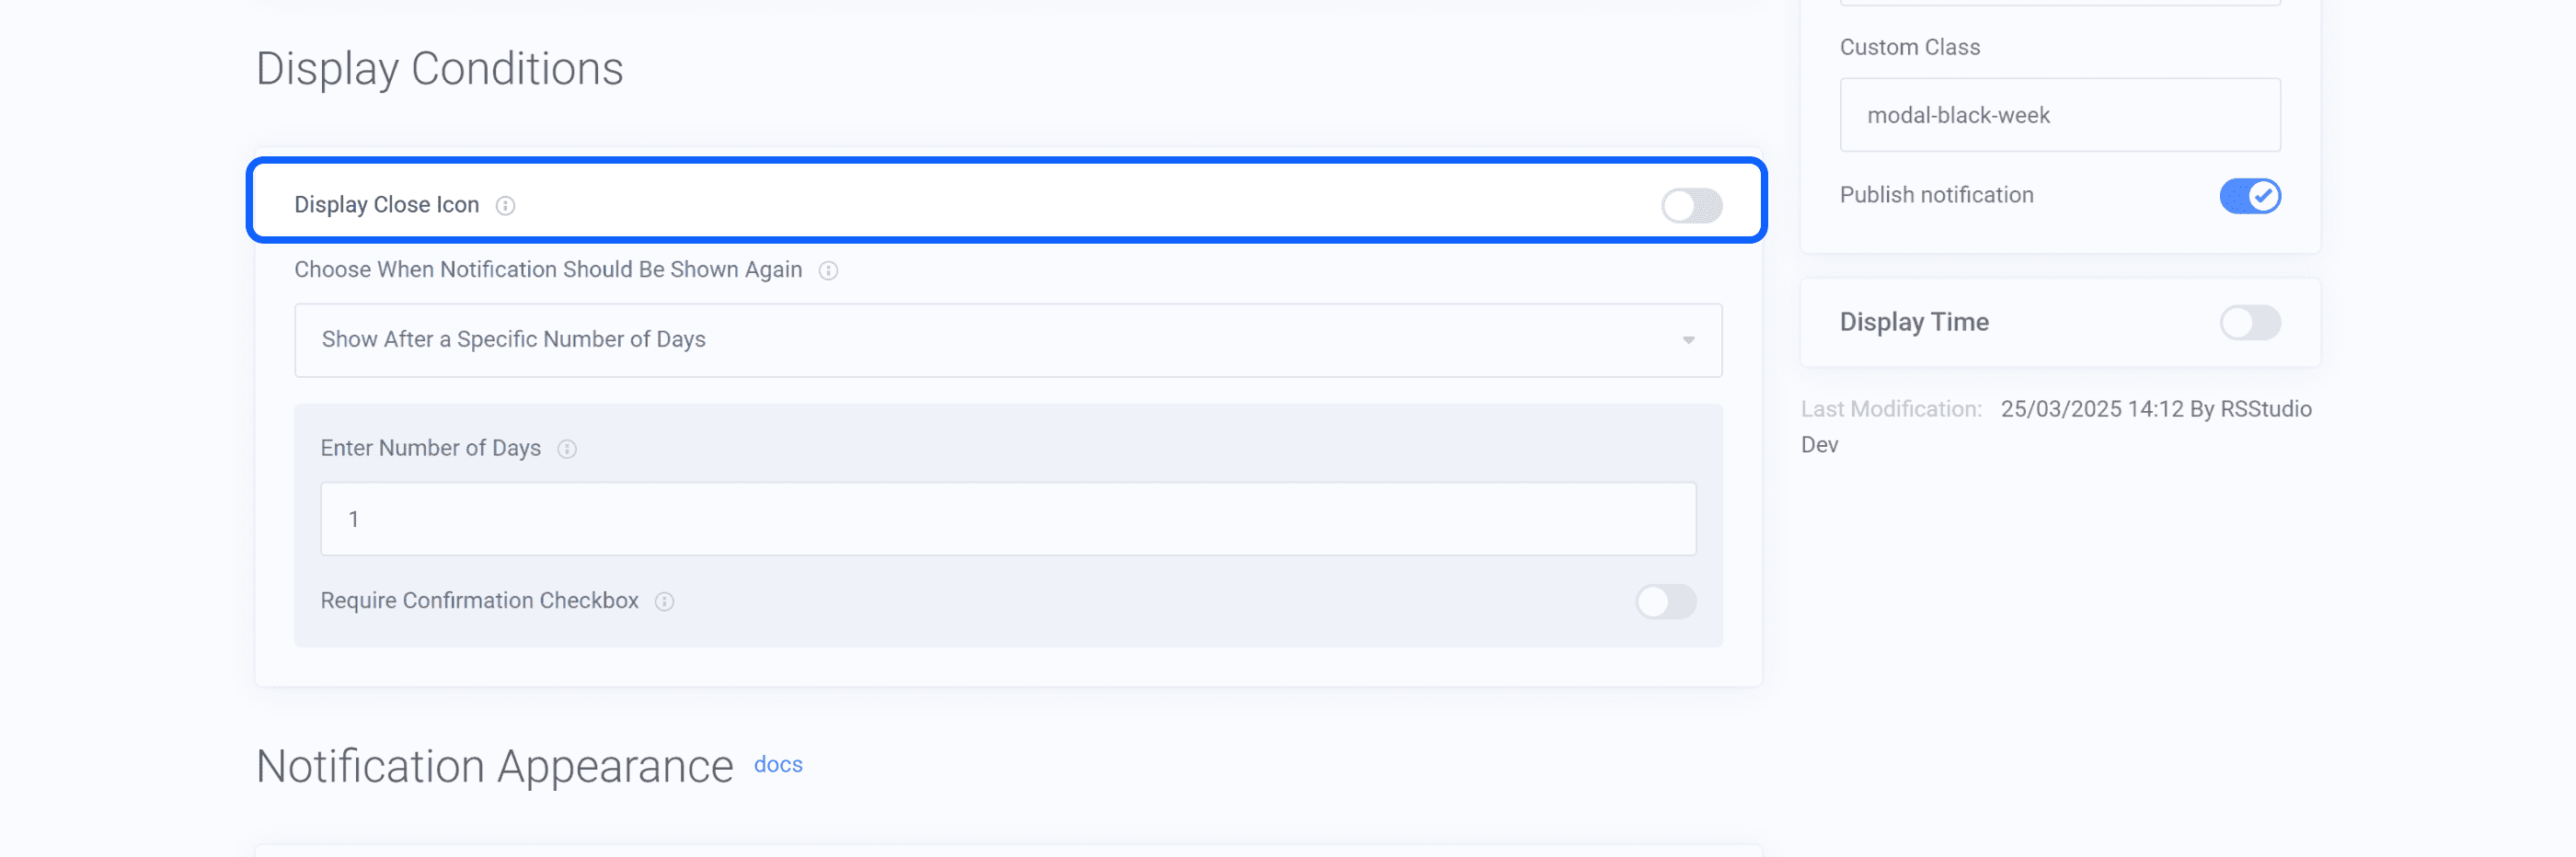 Display Conditions
Display Close Icon
Choose When Notification Should Be Shown Again
Show After a Specific Number of Days
Enter Number of Days
1
Require Confirmation Checkbox
Notification Appearance docs
Custom Class
modal-black-week
Publish notification
Display Time
Last Modification: 25/03/2025 14:12 By RSStudio
Dev